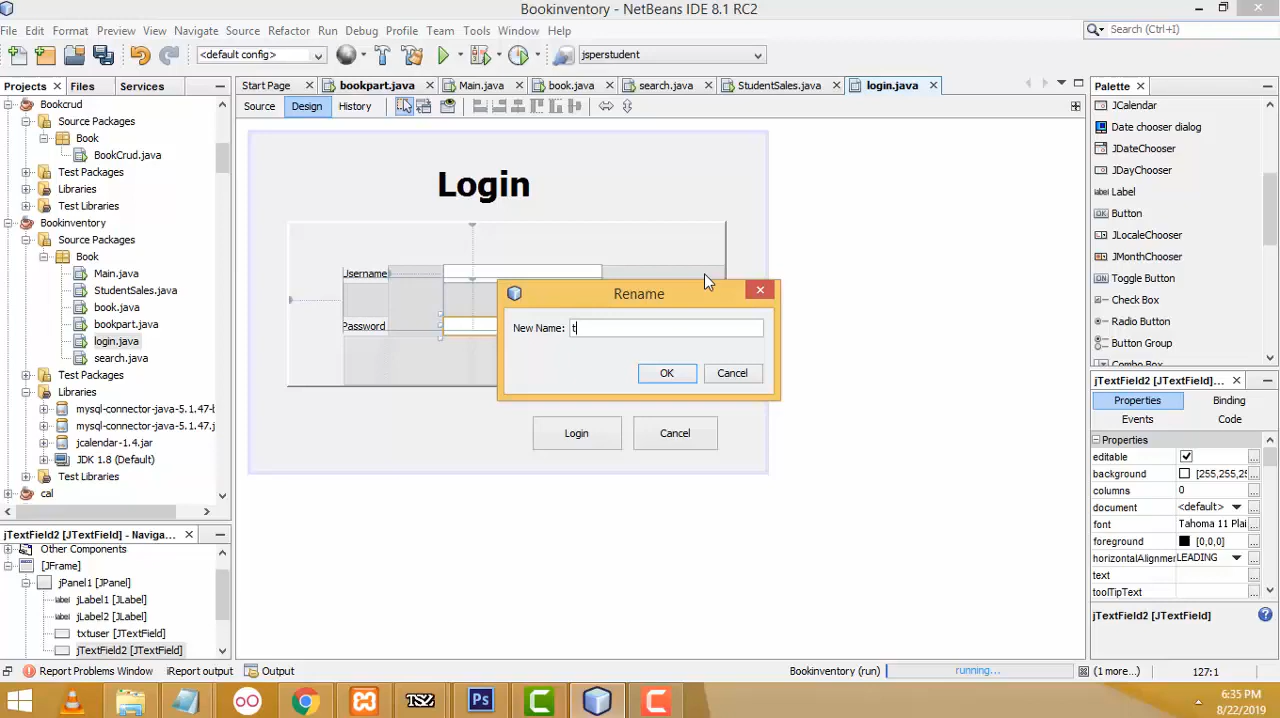 Bookinventory - NetBeans IDE 8.1 RC2
File Edit Format Preview View Navigate Source Refactor Run Debug Profile Team Tools Window Help
Search (Ctrl+I)
<default config>
jsperstudent
Projects Files Services
Start Page bookpart.java Main.java book.java search.java StudentSales.java login.java
Source Design History
Bookcrud
Source Packages
Book
BookCrud.java
Test Packages
Libraries
Test Libraries
Bookinventory
Source Packages
Book
Main.java
StudentSales.java
book.java
bookpart.java
login.java
search.java
Test Packages
Libraries
mysql-connector-java-5.1.47-b
mysql-connector-java-5.1.47.j
jcalendar-1.4.jar
JDK 1.8 (Default)
Test Libraries
cal
jTextField2 [JTextField] - Naviga...
Other Components
[JFrame]
jPanel1 [JPanel]
jLabel1 [JLabel]
jLabel2 [JLabel]
txtuser [JTextField]
jTextField2 [JTextField]
Login
Username
Password
Login Cancel
Rename
New Name: t
OK Cancel
Palette
JCalendar
Date chooser dialog
JDateChooser
JDayChooser
label Label
OK Button
JLocaleChooser
JMonthChooser
Toggle Button
Check Box
Radio Button
Button Group
Combo Box
jTextField2 [JTextField]...
Properties Binding
Events Code
Properties
editable
background [255,255,25
columns 0
document <default>
font Tahoma 11 Plai
foreground [0,0,0]
horizontalAlignmen LEADING
text
toolTipText
jTextField2 [JTextField]
Report Problems Window iReport output Output
Bookinventory (run) running... (1 more...) 127:1
TSZ Ps C C
6:35 PM
8/22/2019